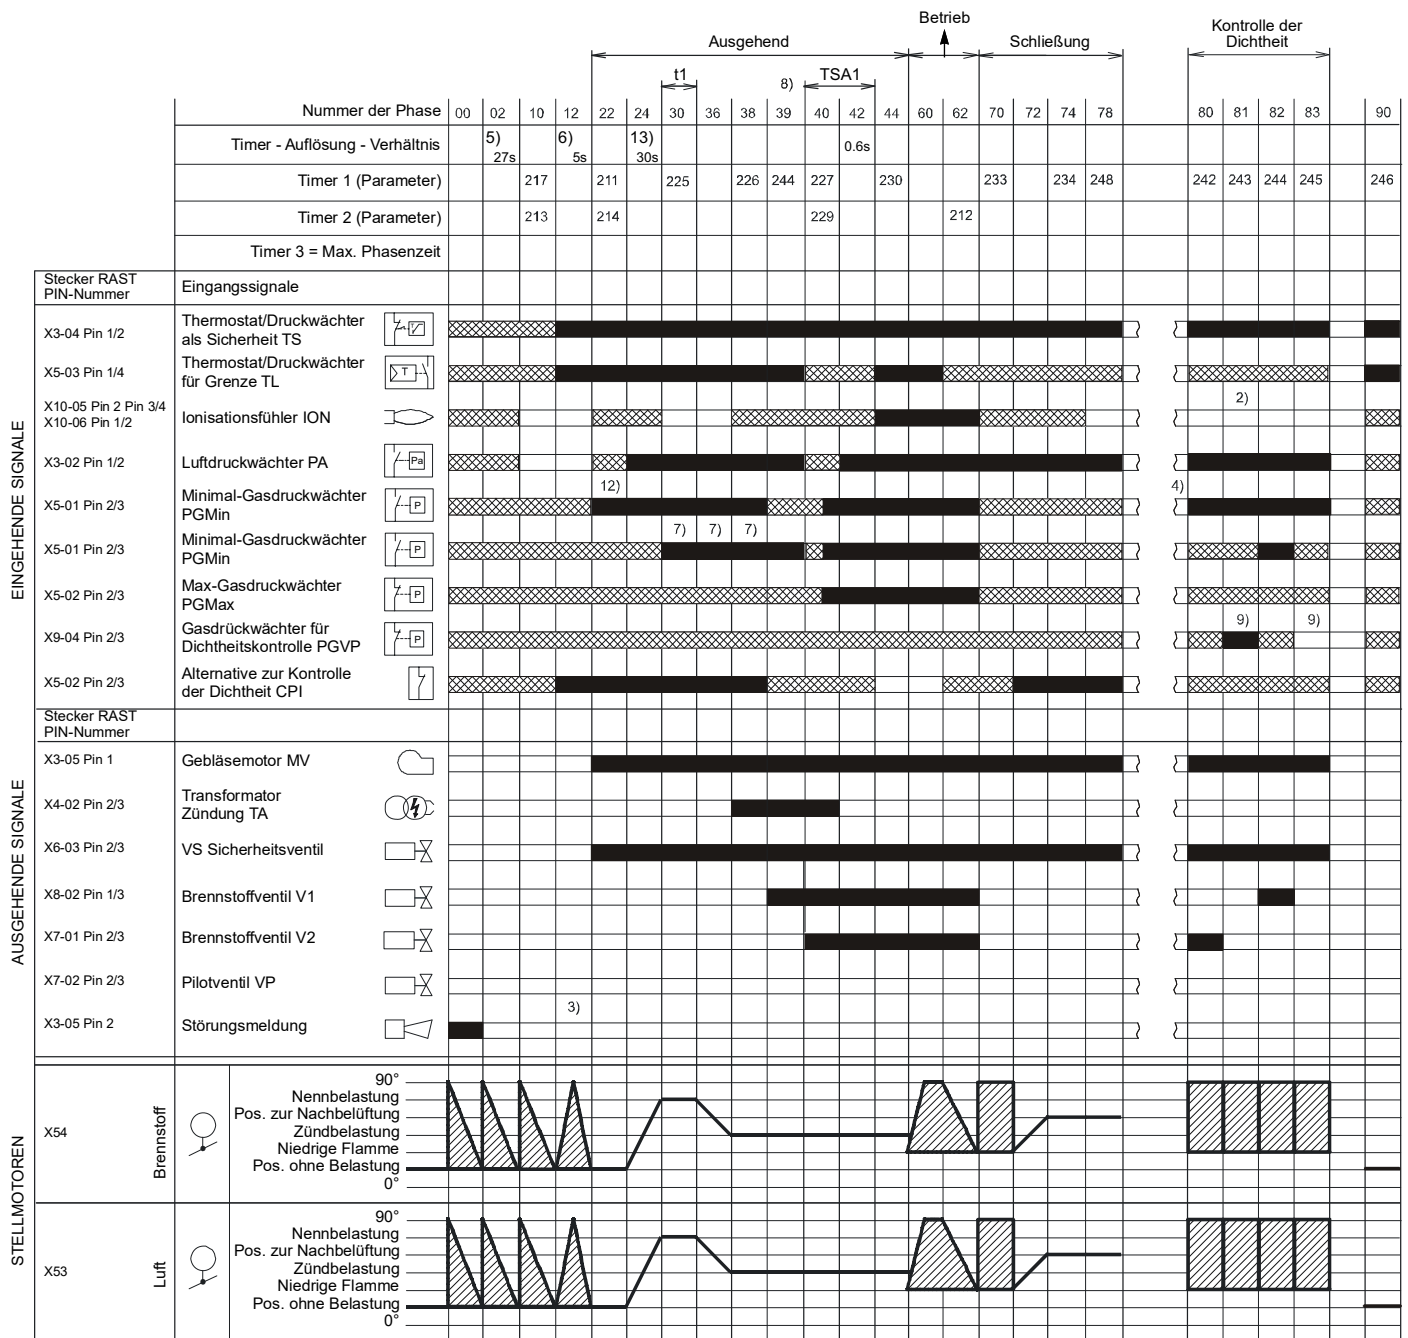 Betrieb
Ausgehend
Schließung
Kontrolle der
Dichtheit
t1
8)
TSA1
Nummer der Phase 00 02 10 12 22 24 30 36 38 39 40 42 44 60 62 70 72 74 78 80 81 82 83 90
Timer - Auflösung - Verhältnis 5) 27s 6) 5s 13) 30s 0.6s
Timer 1 (Parameter) 217 211 225 226 244 227 230 233 234 248 242 243 244 245 246
Timer 2 (Parameter) 213 214 229 212
Timer 3 = Max. Phasenzeit
Stecker RAST
PIN-Nummer
Eingangssignale
EINGEHENDE SIGNALE
X3-04 Pin 1/2
Thermostat/Druckwächter
als Sicherheit TS
X5-03 Pin 1/4
Thermostat/Druckwächter
für Grenze TL
T
2)
X10-05 Pin 2 Pin 3/4
X10-06 Pin 1/2
Ionisationsfühler ION
X3-02 Pin 1/2
Luftdruckwächter PA
Pa
12)
4)
X5-01 Pin 2/3
Minimal-Gasdruckwächter
PGMin
P
7) 7) 7)
X5-01 Pin 2/3
Minimal-Gasdruckwächter
PGMin
P
X5-02 Pin 2/3
Max-Gasdruckwächter
PGMax
P
9) 9)
X9-04 Pin 2/3
Gasdrückwächter für
Dichtheitskontrolle PGVP
P
X5-02 Pin 2/3
Alternative zur Kontrolle
der Dichtheit CPI
Stecker RAST
PIN-Nummer
AUSGEHENDE SIGNALE
X3-05 Pin 1
Gebläsemotor MV
X4-02 Pin 2/3
Transformator
Zündung TA
X6-03 Pin 2/3
VS Sicherheitsventil
X8-02 Pin 1/3
Brennstoffventil V1
X7-01 Pin 2/3
Brennstoffventil V2
X7-02 Pin 2/3
Pilotventil VP
3)
X3-05 Pin 2
Störungsmeldung
STELLMOTOREN
X54
Brennstoff
90°
Nennbelastung
Pos. zur Nachbelüftung
Zündbelastung
Niedrige Flamme
Pos. ohne Belastung
0°
X53
Luft
90°
Nennbelastung
Pos. zur Nachbelüftung
Zündbelastung
Niedrige Flamme
Pos. ohne Belastung
0°